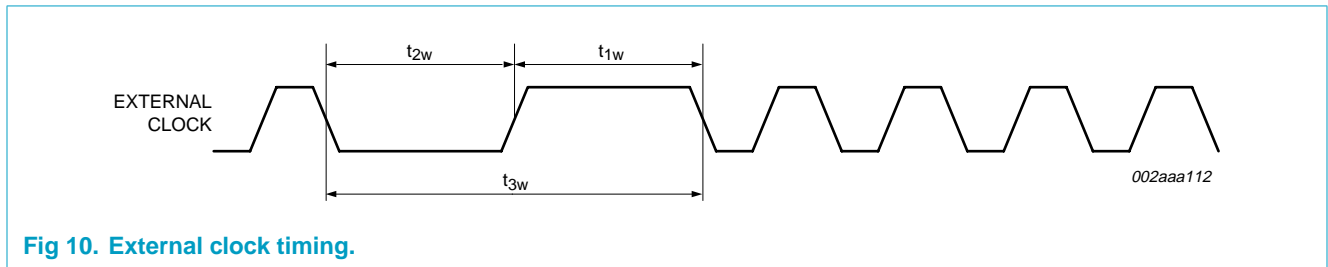 t2w
t1w
EXTERNAL
CLOCK
t3w
002aaa112
Fig 10. External clock timing.